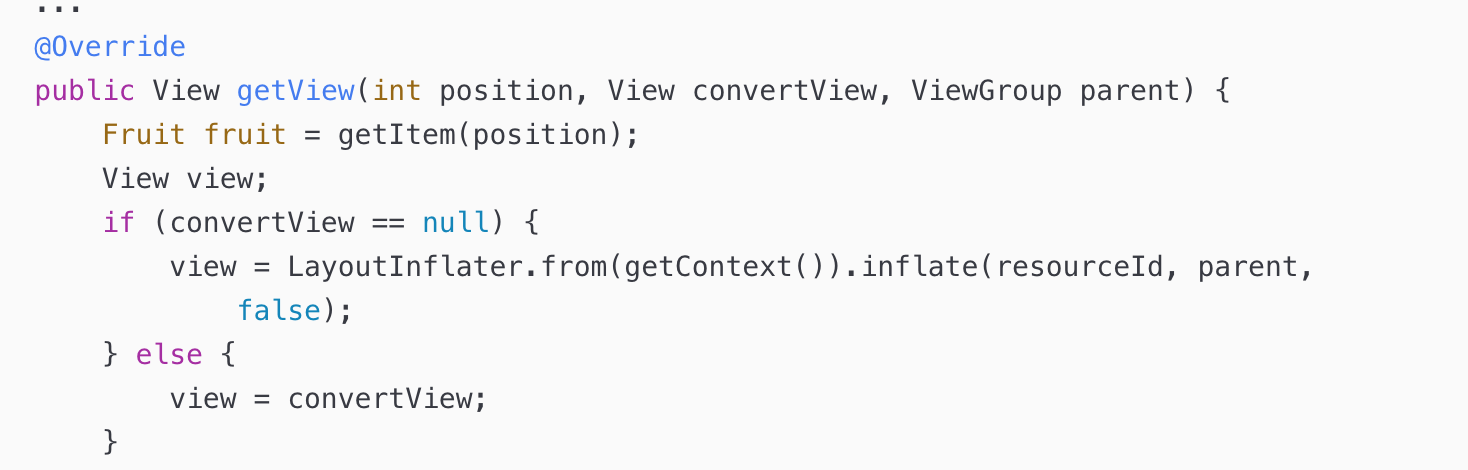 ...
@Override
public View getView(int position, View convertView, ViewGroup parent) {
    Fruit fruit = getItem(position);
    View view;
    if (convertView == null) {
        view = LayoutInflater.from(getContext()).inflate(resourceId, parent,
            false);
    } else {
        view = convertView;
    }